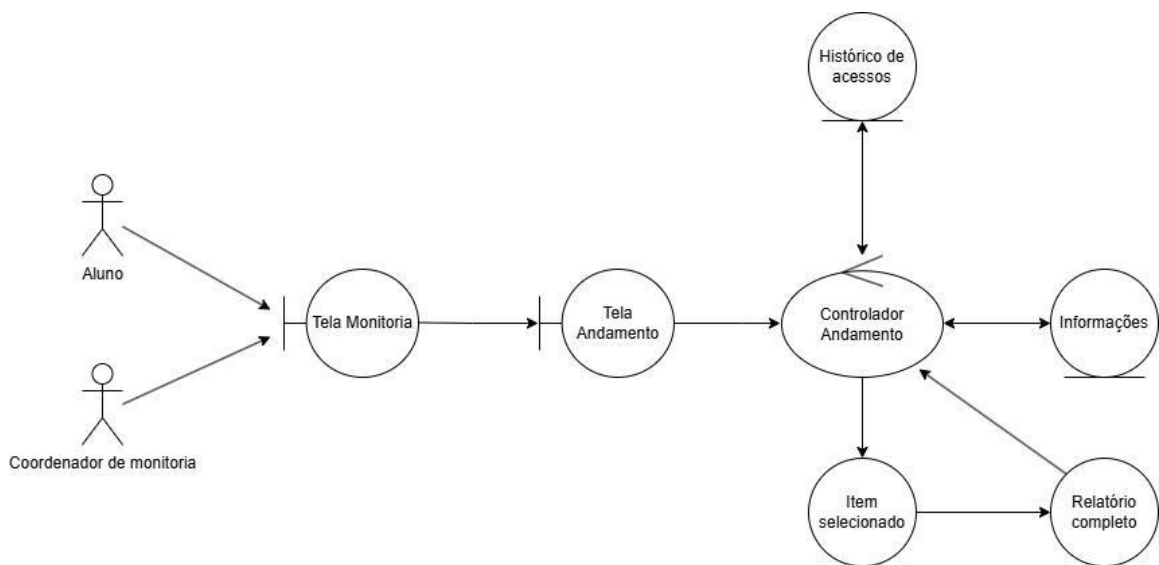 Histórico de
acessos
Aluno
Tela Monitoria
Tela
Andamento
Controlador
Andamento
Informações
Coordenador de monitoria
Item
selecionado
Relatório
completo